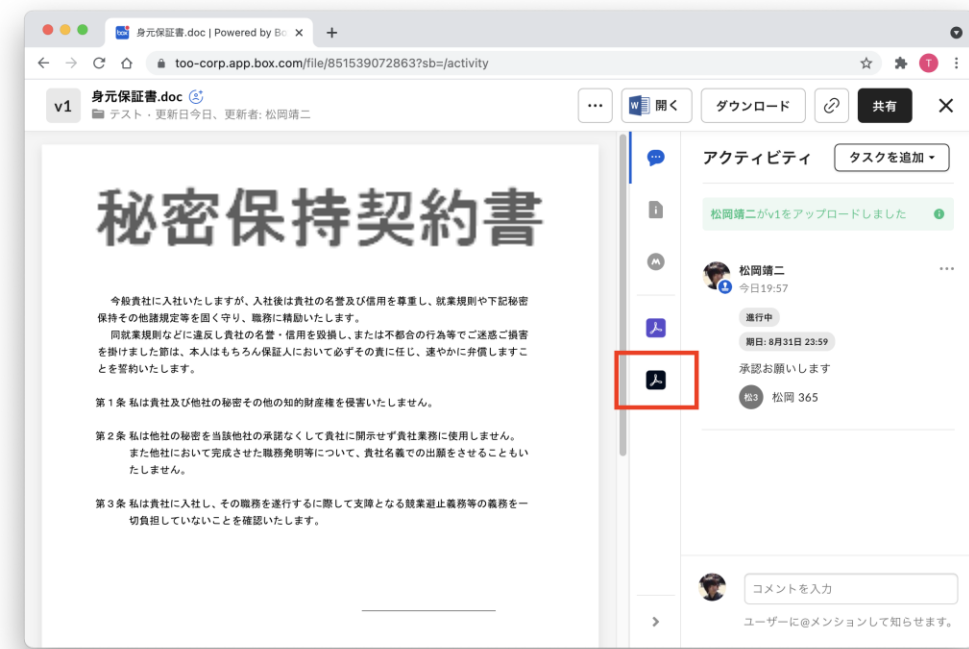 box 身元保証書.doc | Powered by Bo
too-corp.app.box.com/file/851539072863?sb=/activity
T
v1
身元保証書.doc
テスト・更新日今日、更新者: 松岡靖二
W 開く
ダウンロード
共有
秘密保持契約書
今般貴社に入社いたしますが、入社後は貴社の名誉及び信用を尊重し、就業規則や下記秘密
保持その他諸規定等を固く守り、職務に精励いたします。
同就業規則などに違反し貴社の名誉・信用を毀損し、または不都合の行為等でご迷惑ご損害
を掛けました節は、本人はもちろん保証人において必ずその責に任じ、速やかに弁償しますこ
とを誓約いたします。
第1条 私は貴社及び他社の秘密その他の知的財産権を侵害いたしません。
第2条 私は他社の秘密を当該他社の承諾なくして貴社に開示せず貴社業務に使用しません。
また他社において完成させた職務発明等について、貴社名義での出願をさせることもい
たしません。
第3条 私は貴社に入社し、その職務を遂行するに際して支障となる競業避止義務等の義務を一
切負担していないことを確認いたします。
アクティビティ
タスクを追加
松岡靖二がv1をアップロードしました
松岡靖二
今日19:57
進行中
期日: 8月31日 23:59
承認お願いします
松3 松岡 365
コメントを入力
ユーザーに@メンションして知らせます。